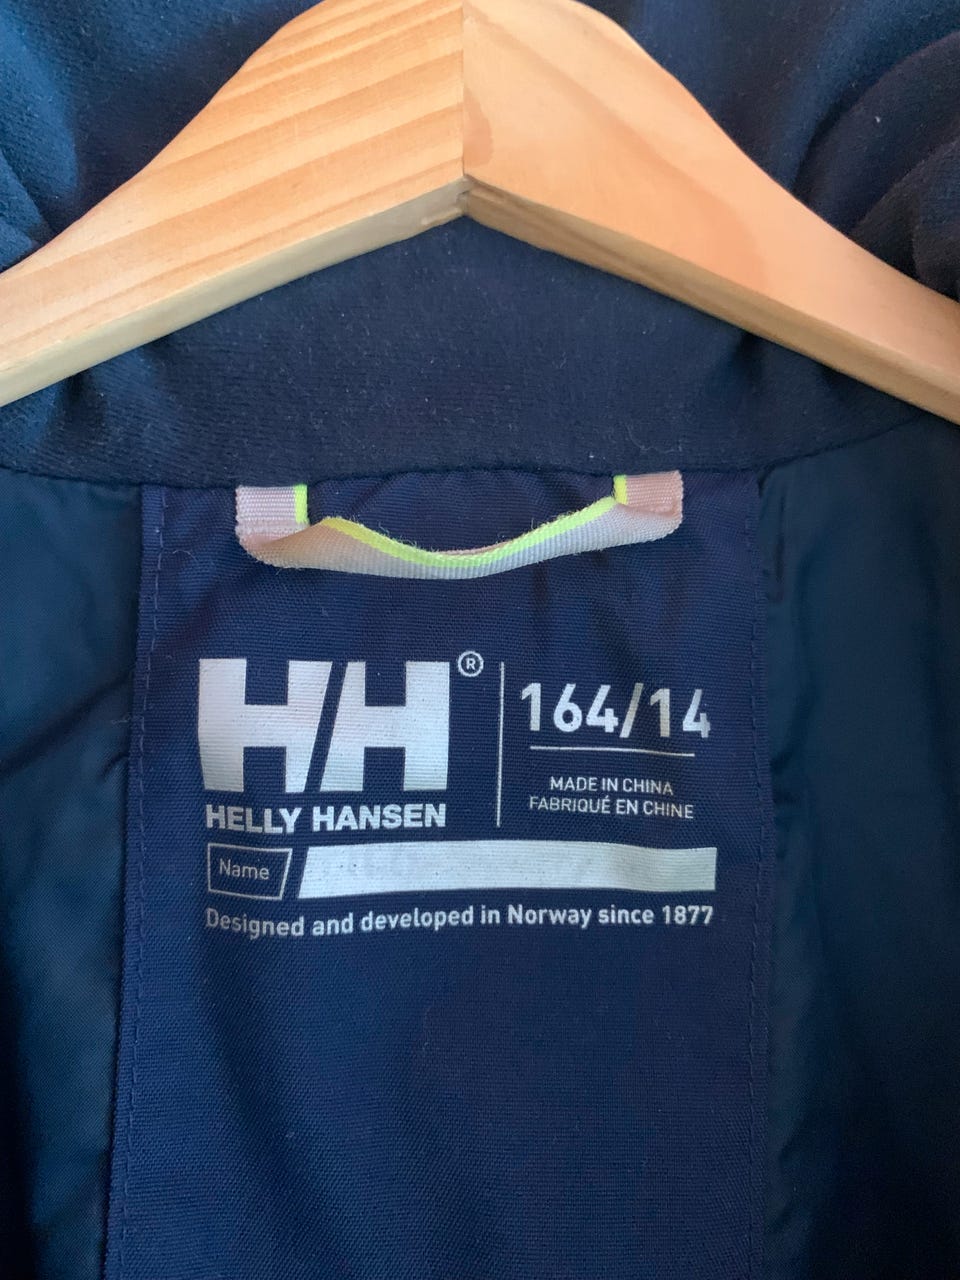 HH®
HELLY HANSEN
164/14
MADE IN CHINA
FABRIQUÉ EN CHINE
Name
Designed and developed in Norway since 1877